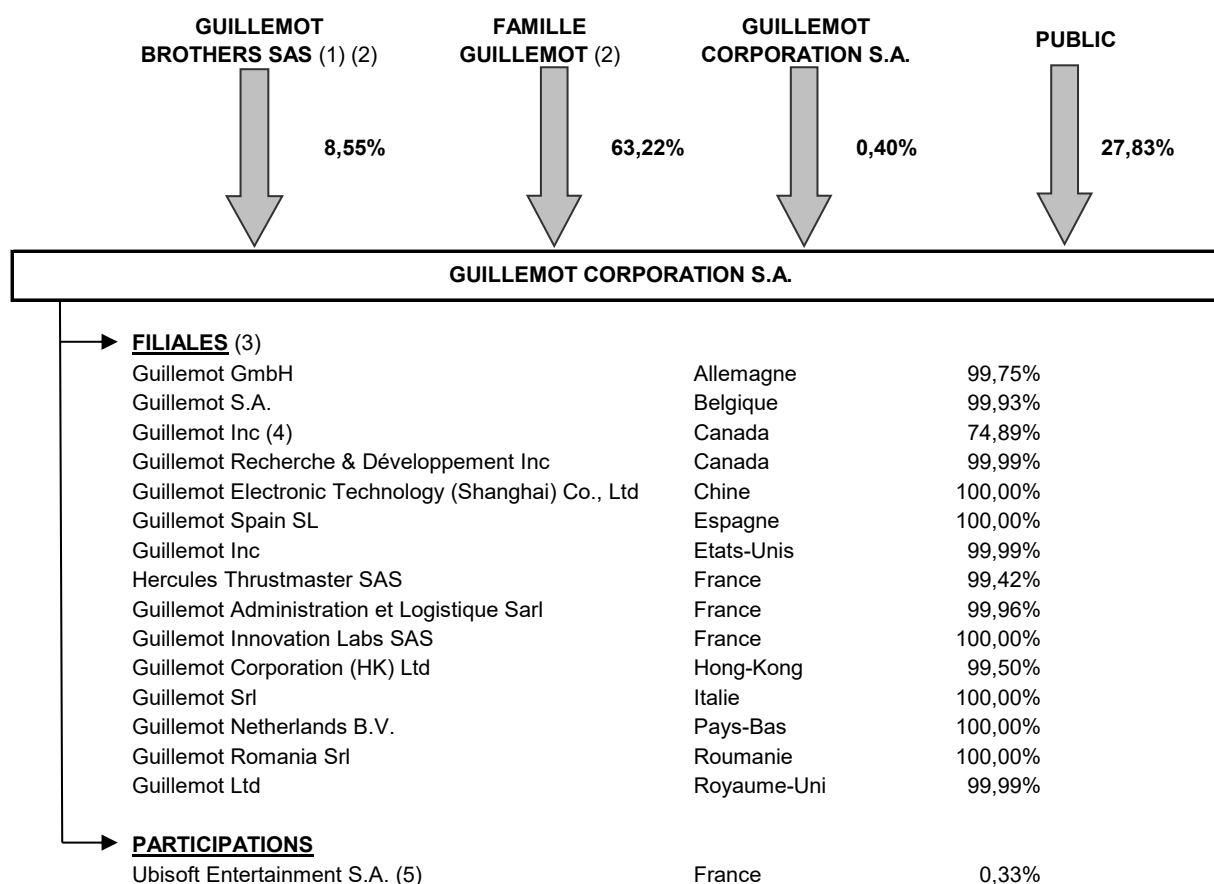 GUILLEMOT
BROTHERS SAS (1) (2)
FAMILLE
GUILLEMOT (2)
GUILLEMOT
CORPORATION S.A.
PUBLIC
8,55%
63,22%
0,40%
27,83%
GUILLEMOT CORPORATION S.A.
FILIALES (3)
Guillemot GmbH Allemagne 99,75%
Guillemot S.A. Belgique 99,93%
Guillemot Inc (4) Canada 74,89%
Guillemot Recherche & Développement Inc Canada 99,99%
Guillemot Electronic Technology (Shanghai) Co., Ltd Chine 100,00%
Guillemot Spain SL Espagne 100,00%
Guillemot Inc Etats-Unis 99,99%
Hercules Thrustmaster SAS France 99,42%
Guillemot Administration et Logistique Sarl France 99,96%
Guillemot Innovation Labs SAS France 100,00%
Guillemot Corporation (HK) Ltd Hong-Kong 99,50%
Guillemot Srl Italie 100,00%
Guillemot Netherlands B.V. Pays-Bas 100,00%
Guillemot Romania Srl Roumanie 100,00%
Guillemot Ltd Royaume-Uni 99,99%
PARTICIPATIONS
Ubisoft Entertainment S.A. (5) France 0,33%